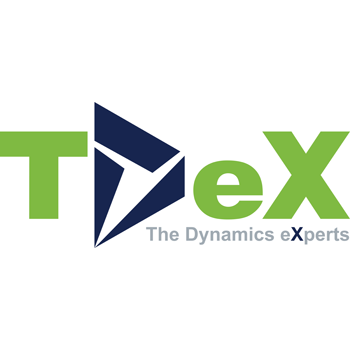 TDeX
The Dynamics eXperts